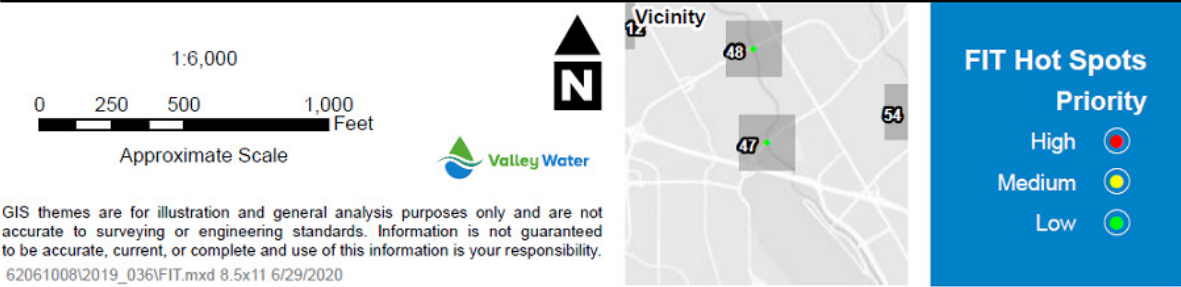 1:6,000
0 250 500 1,000
Feet
Approximate Scale
N
Valley Water
GIS themes are for illustration and general analysis purposes only and are not
accurate to surveying or engineering standards. Information is not guaranteed
to be accurate, current, or complete and use of this information is your responsibility.
62061008\2019_036\FIT.mxd 8.5x11 6/29/2020
Vicinity
12
48
54
47
FIT Hot Spots
Priority
High
Medium
Low